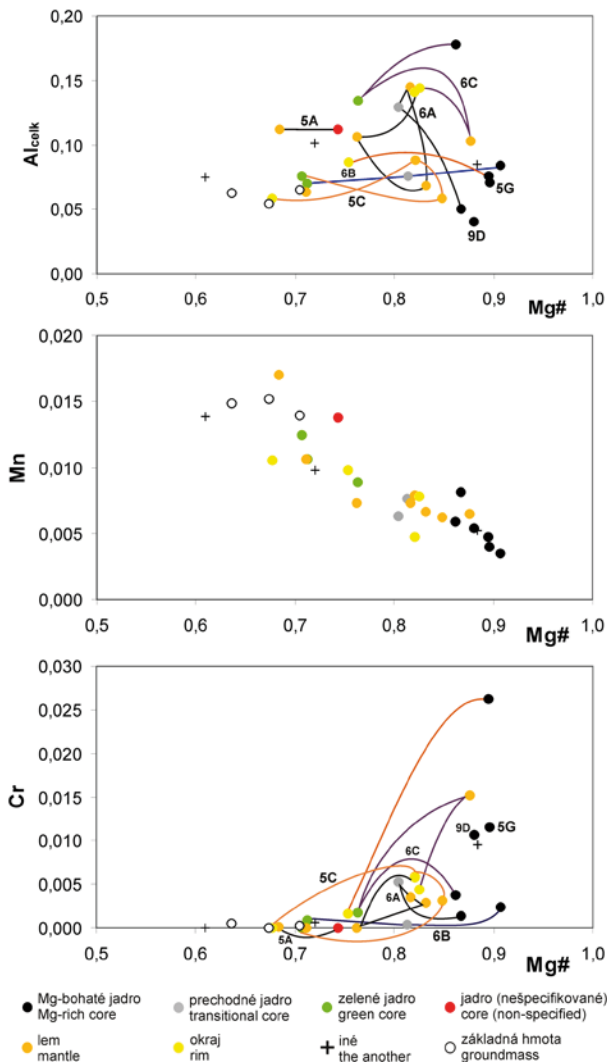 0,20
0,15
0,10
0,05
0,00
Al celk
5A
6A
6C
6B
5C
5G
9D
0,5 0,6 0,7 0,8 0,9 1,0
Mg#
0,020
0,015
0,010
0,005
0,000
Mn
0,5 0,6 0,7 0,8 0,9 1,0
Mg#
0,030
0,025
0,020
0,015
0,010
0,005
0,000
Cr
9D
5G
6C
5C
6A
5A
6B
0,5 0,6 0,7 0,8 0,9 1,0
Mg#
Mg-bohaté jadro
Mg-rich core
prechodné jadro
transitional core
zelené jadro
green core
jadro (nešpecifikované)
core (non-specified)
lem
mantle
okraj
rim
iné
the another
základná hmota
groundmass